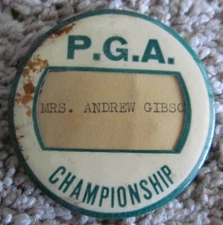 P.G.A.
MRS. ANDREW GIBSO
CHAMPIONSHIP